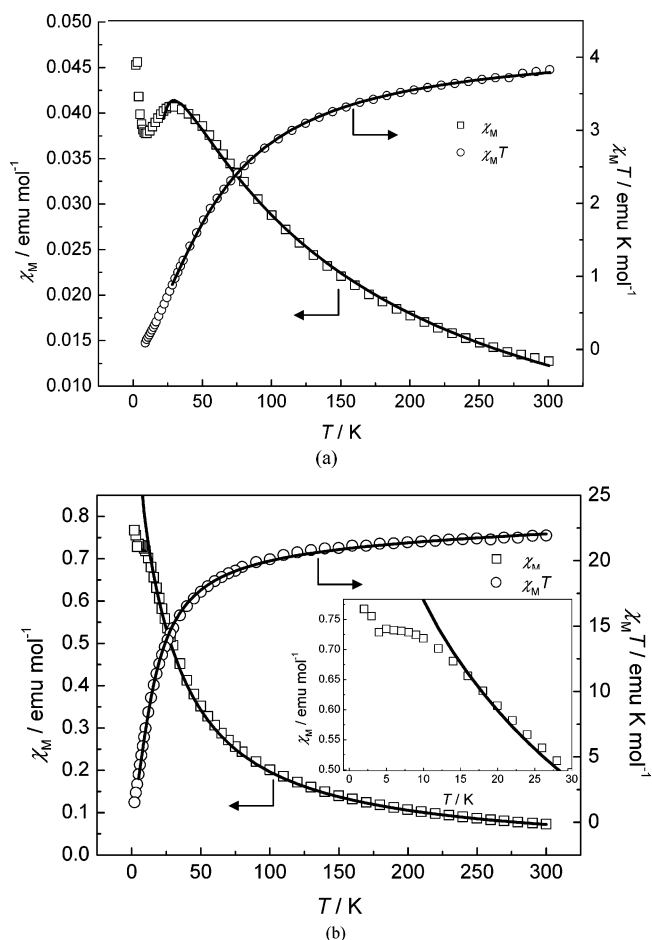 0.050
0.045
0.040
0.035
0.030
0.025
0.020
0.015
0.010
χM / emu mol-1
4
3
2
1
0
χMT / emu K mol-1
χM
χMT
0 50 100 150 200 250 300
T / K
(a)
0.8
0.7
0.6
0.5
0.4
0.3
0.2
0.1
0.0
χM / emu mol-1
25
20
15
10
5
0
χMT / emu K mol-1
χM
χMT
0.75
0.70
0.65
0.60
0.55
0.50
χM / emu mol-1
0 5 10 15 20 25 30
T / K
0 50 100 150 200 250 300
T / K
(b)